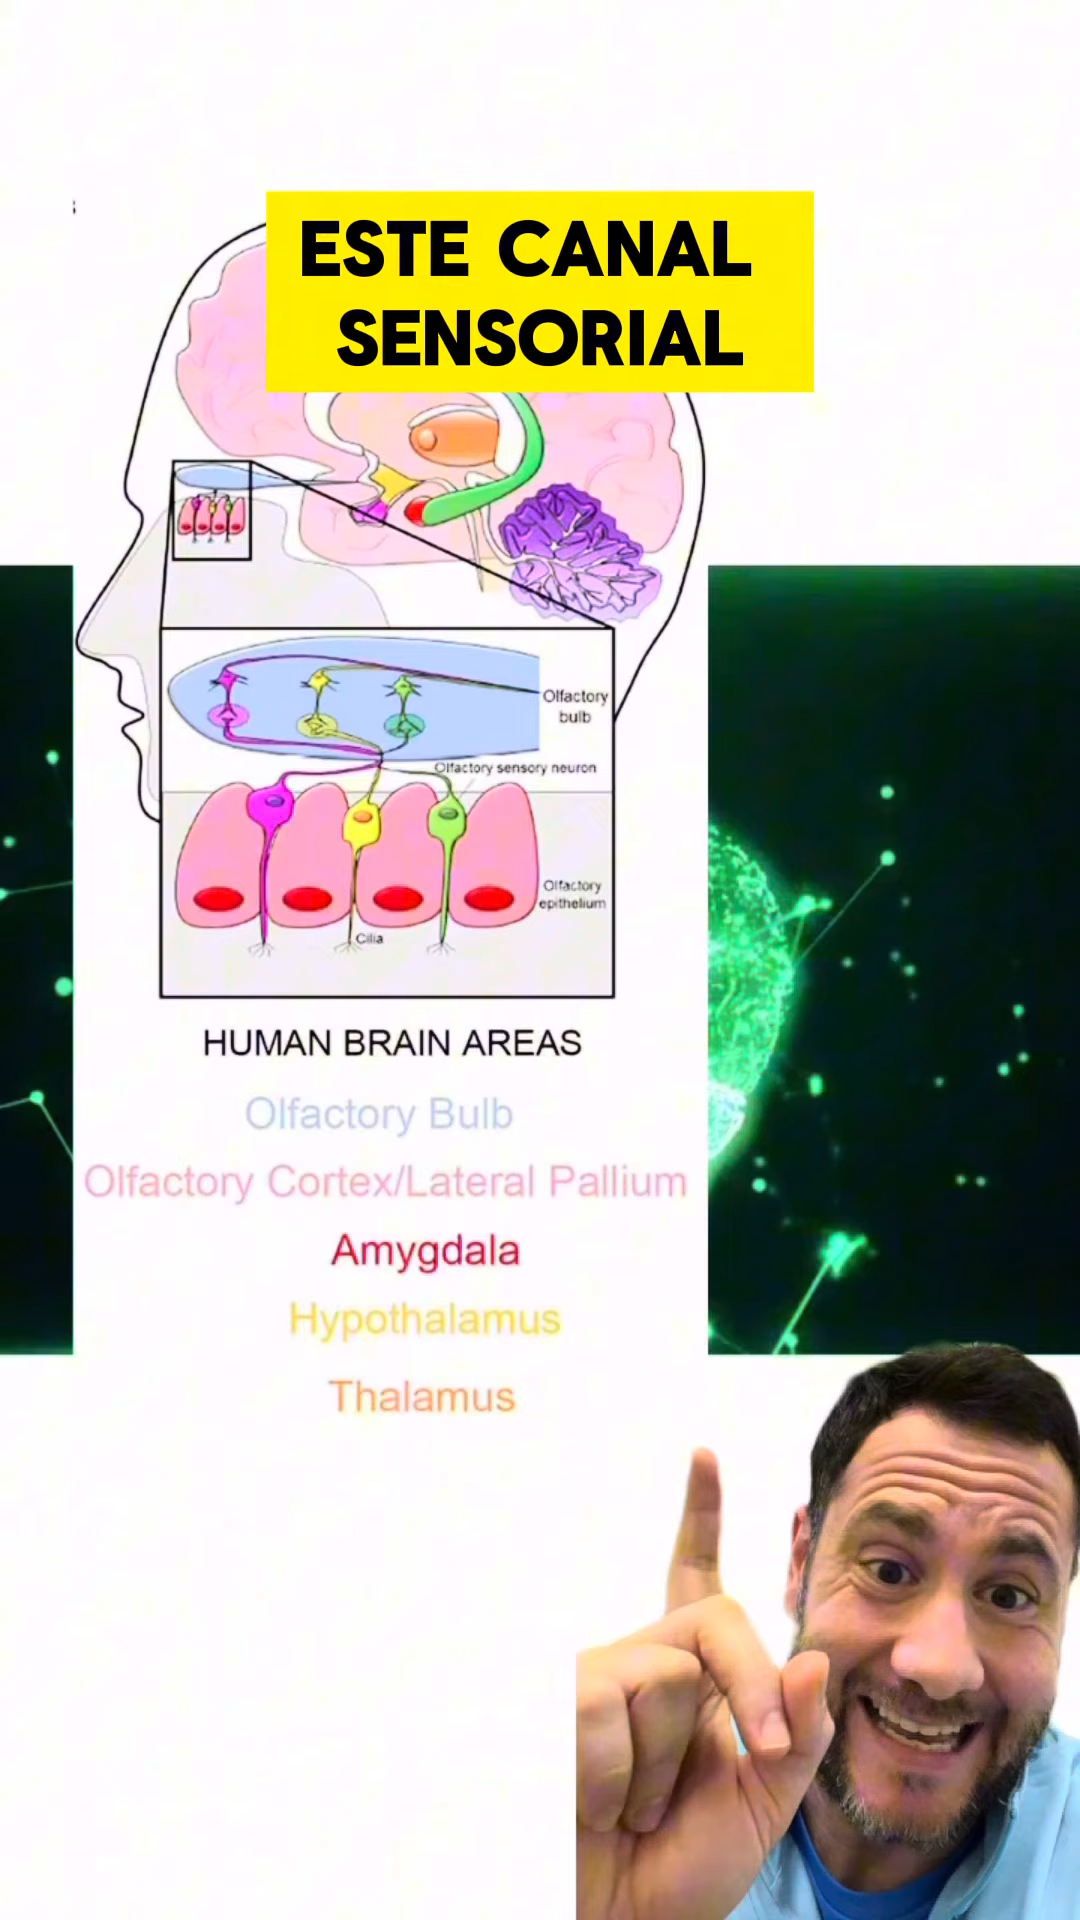 ESTE CANAL
SENSORIAL
Olfactory
bulb
Olfactory sensory neuron
Olfactory
epithelium
Cilia
HUMAN BRAIN AREAS
Olfactory Bulb
Olfactory Cortex/Lateral Pallium
Amygdala
Hypothalamus
Thalamus